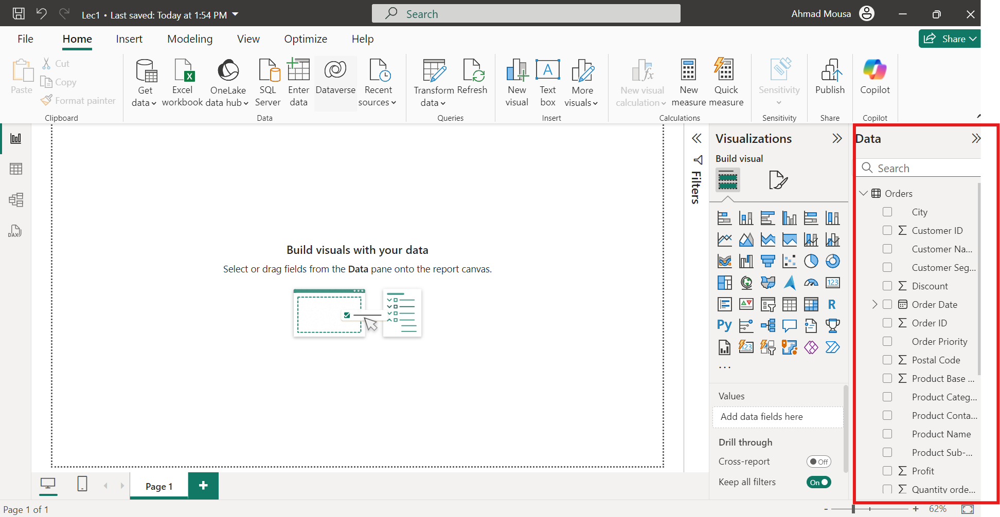 Lec1 • Last saved: Today at 1:54 PM
Search
Ahmad Mousa
File Home Insert Modeling View Optimize Help
Share
Paste
Cut
Copy
Format painter
Clipboard
Get data
Excel workbook
OneLake data hub
SQL Server
Enter data
Dataverse
Recent sources
Data
Transform data
Refresh
Queries
New visual
Text box
More visuals
Insert
New visual calculation
New measure
Quick measure
Calculations
Sensitivity
Sensitivity
Publish
Share
Copilot
Copilot
DAX
Build visuals with your data
Select or drag fields from the Data pane onto the report canvas.
Filters
Visualizations
Build visual
123
R
Py
123
...
Values
Add data fields here
Drill through
Cross-report
Off
Keep all filters
On
Data
Search
Orders
City
Σ Customer ID
Customer Na...
Customer Seg...
Σ Discount
Order Date
Σ Order ID
Order Priority
Σ Postal Code
Σ Product Base ...
Product Categ...
Product Conta...
Product Name
Product Sub-...
Σ Profit
Σ Quantity orde...
Page 1
+
Page 1 of 1
- + 62%